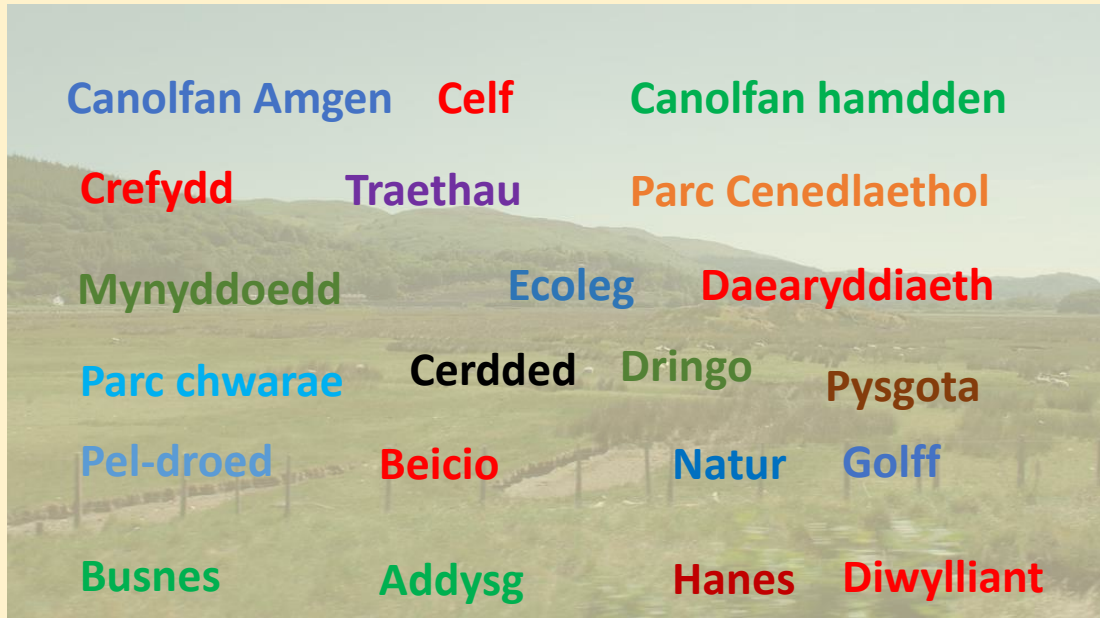 Canolfan Amgen Celf Canolfan hamdden
Crefydd Traethau Parc Cenedlaethol
Mynyddoedd Ecoleg Daearyddiaeth
Parc chwarae Cerdded Dringo Pysgota
Pel-droed Beicio Natur Golff
Busnes Addysg Hanes Diwylliant